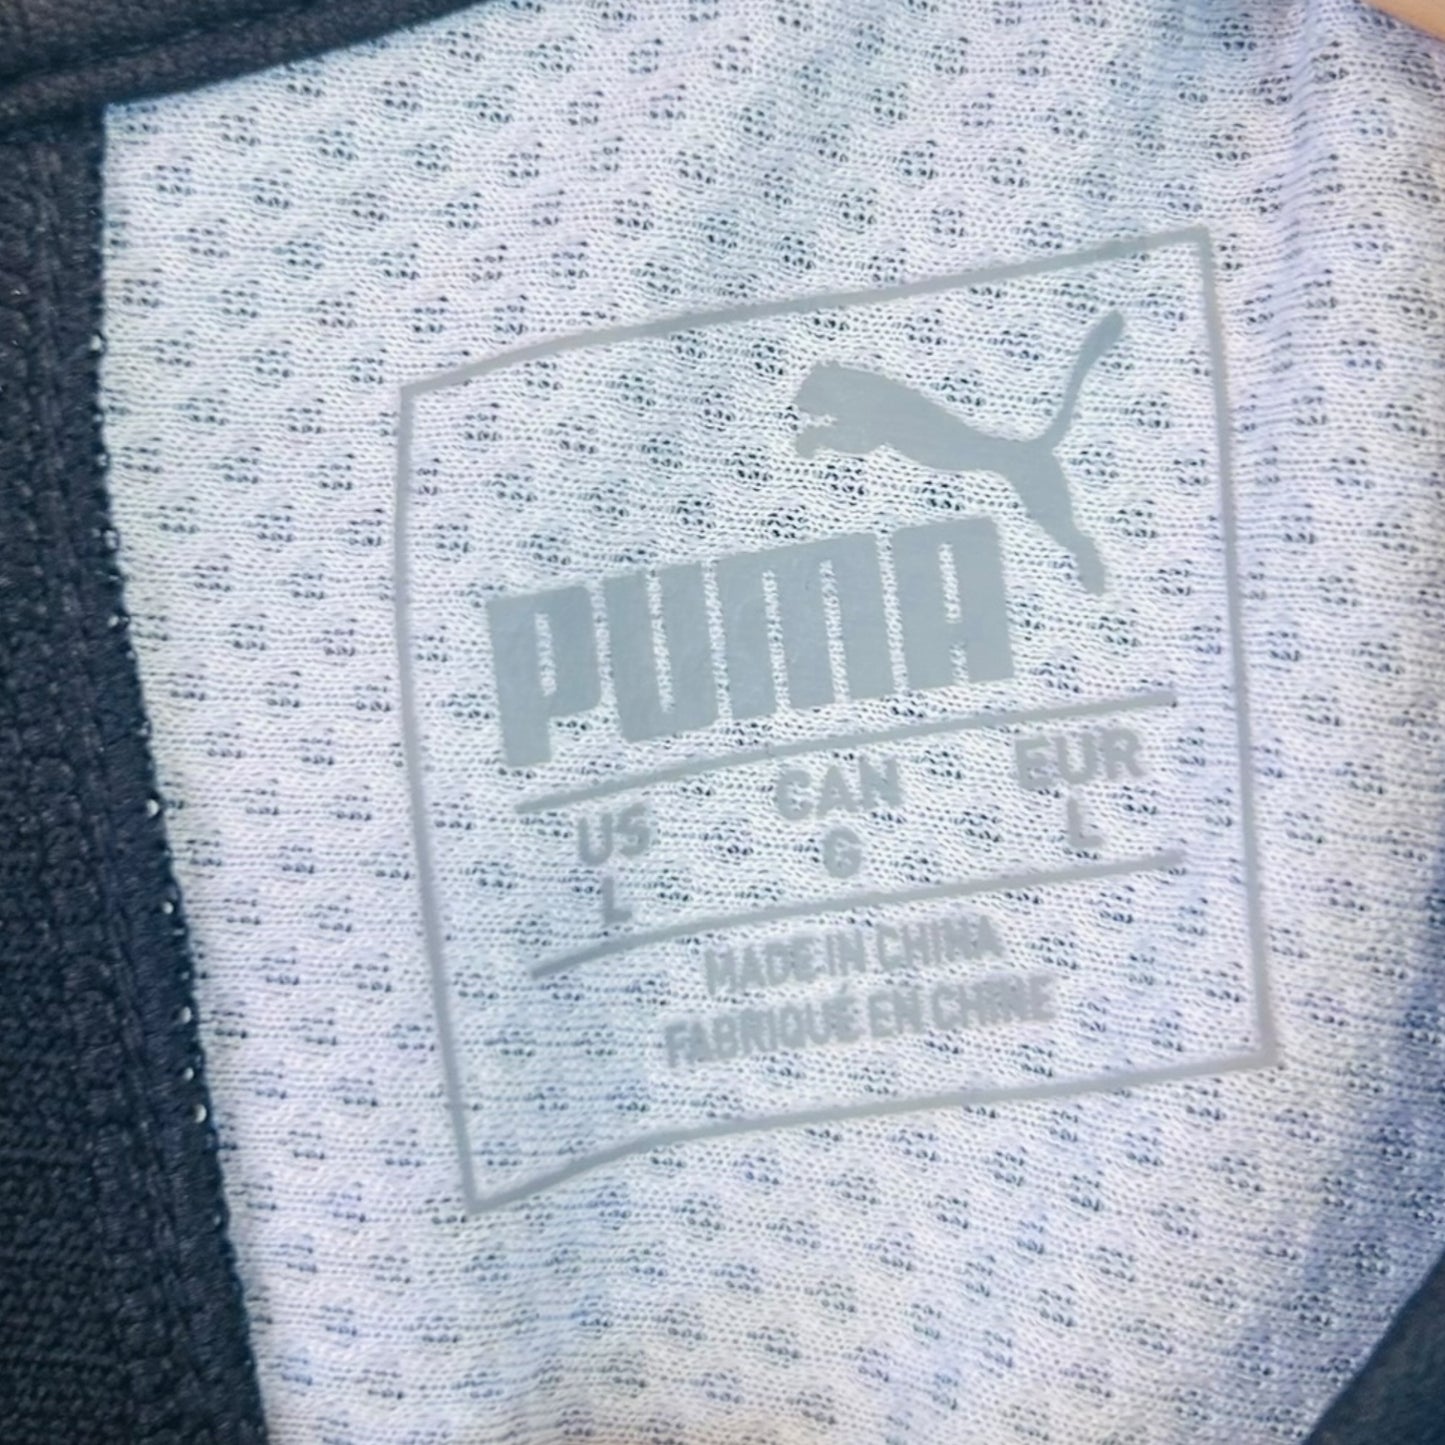 PUMA
US CAN EUR
L G L
MADE IN CHINA
FABRIQUÉ EN CHINE